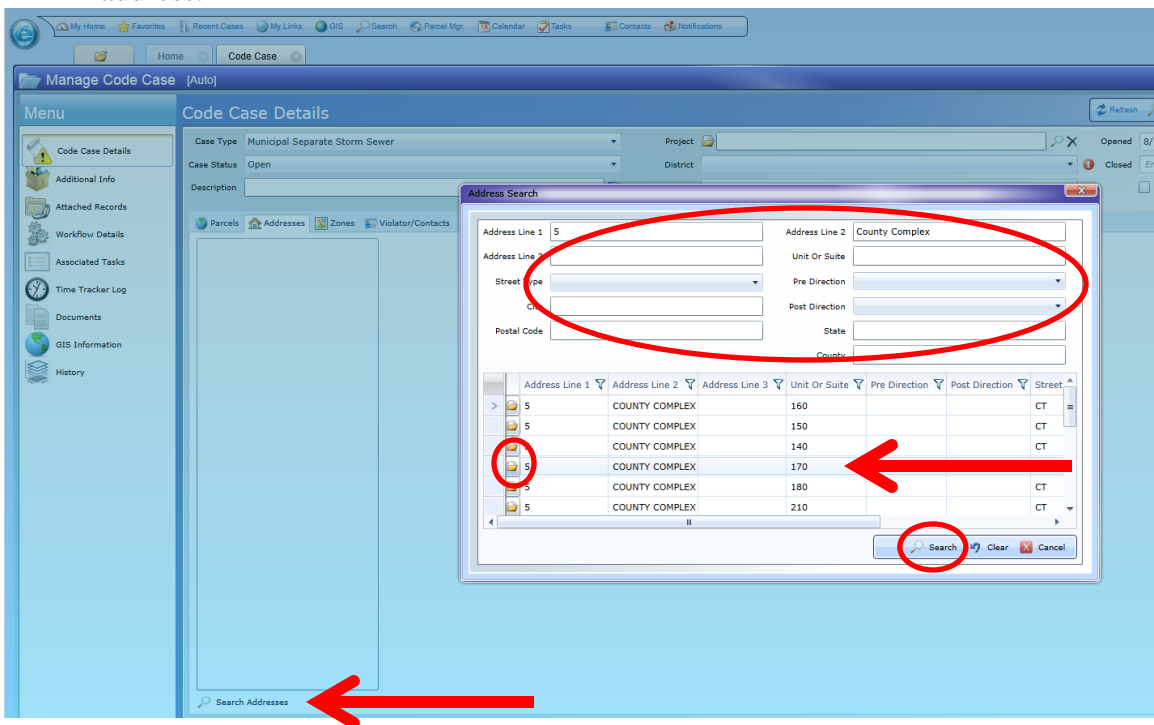 address.
My Home Favorites Recent Cases My Links GIS Search Parcel Mgr. Calendar Tasks Contacts Notifications
Home Code Case
Manage Code Case [Auto]
Menu
Code Case Details
Additional Info
Attached Records
Workflow Details
Associated Tasks
Time Tracker Log
Documents
GIS Information
History
Code Case Details
Refresh
Case Type Municipal Separate Storm Sewer Project Opened 8/
Case Status Open District Closed
Description
Parcels Addresses Zones Violator/Contacts
Search Addresses
Address Search
Address Line 1 5 Address Line 2 County Complex
Address Line Unit Or Suite
Street Type Pre Direction
Post Direction
Postal Code State
County
Address Line 1 Address Line 2 Address Line 3 Unit Or Suite Pre Direction Post Direction Street
5 COUNTY COMPLEX 160 CT
5 COUNTY COMPLEX 150 CT
COUNTY COMPLEX 140 CT
5 COUNTY COMPLEX 170
5 COUNTY COMPLEX 180 CT
5 COUNTY COMPLEX 210 CT
Search Clear Cancel